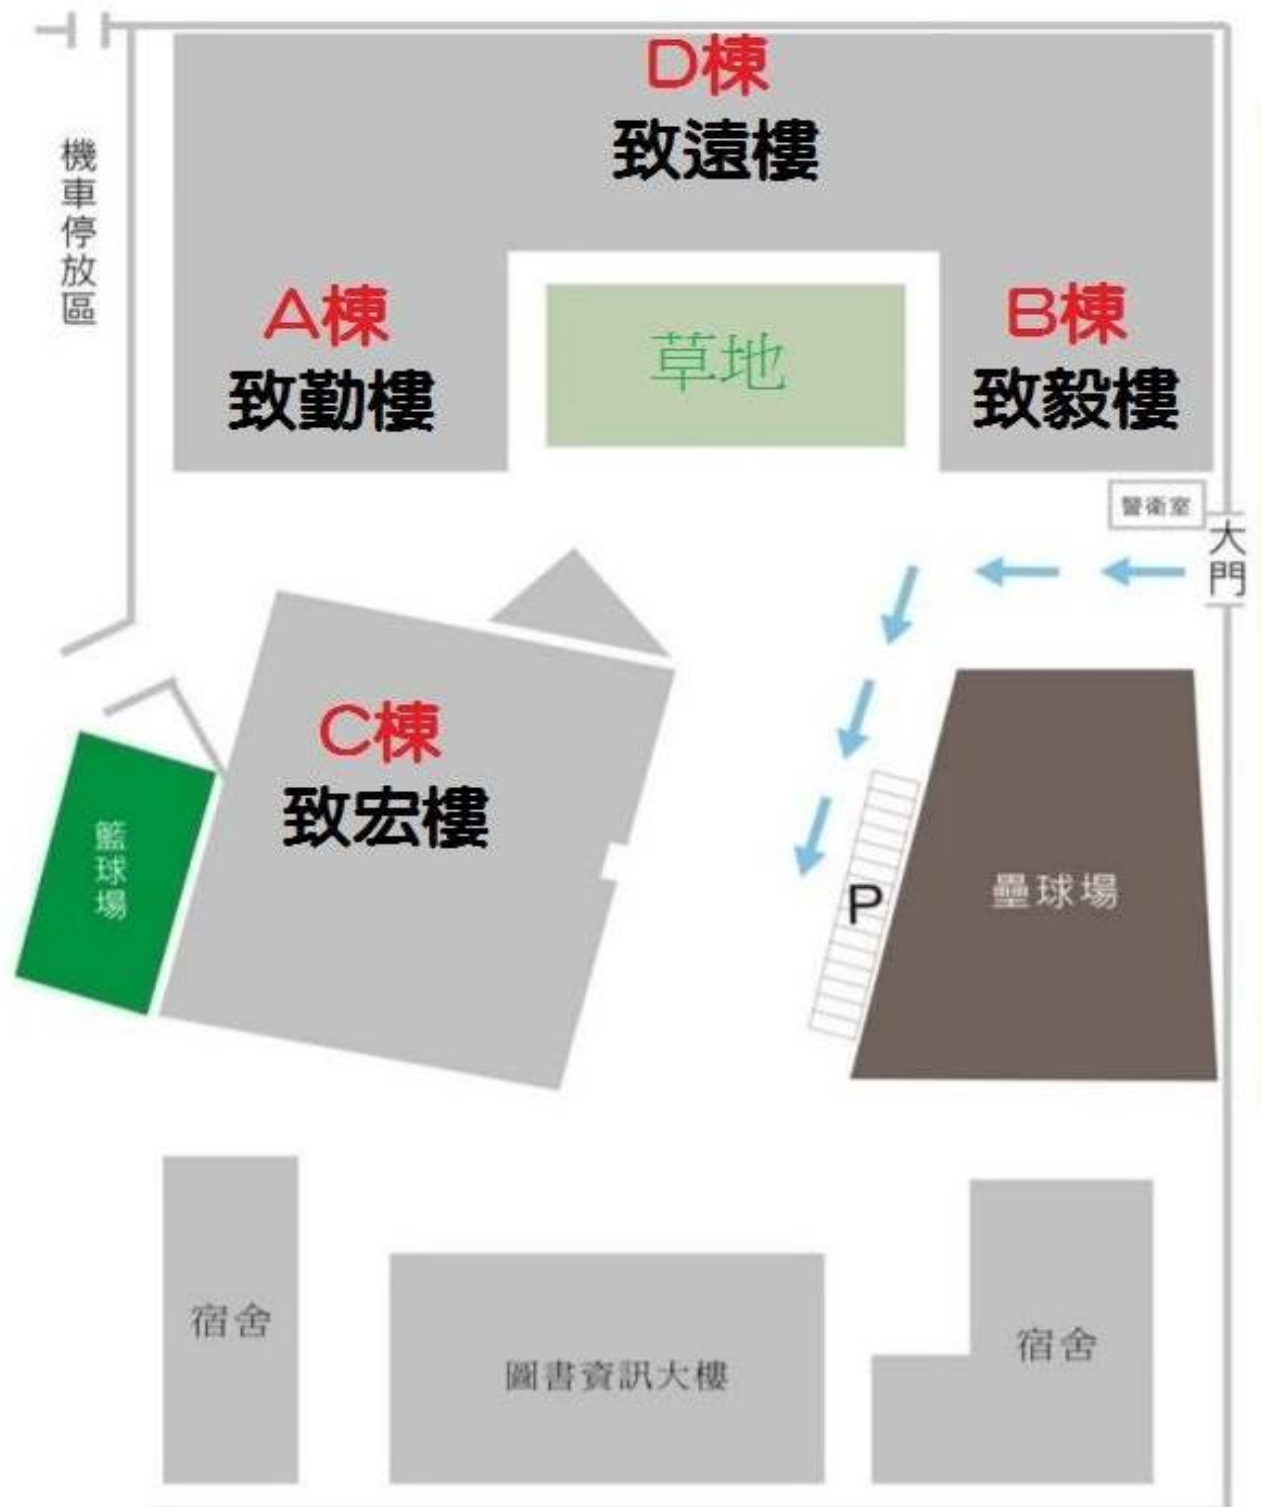 D棟
致遠樓
機車停放區
A棟
致勤樓
草地
B棟
致毅樓
警衛室
大門
C棟
致宏樓
籃球場
P
壘球場
宿舍
圖書資訊大樓
宿舍